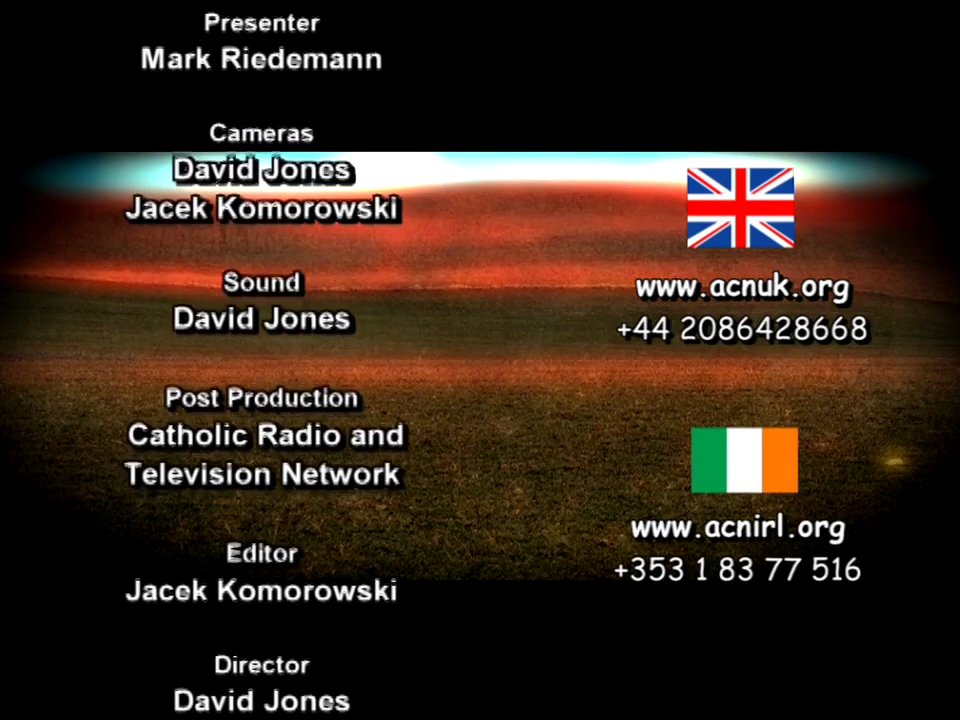 Presenter
Mark Riedemann
Cameras
David Jones
Jacek Komorowski
Sound
David Jones
Post Production
Catholic Radio and
Television Network
Editor
Jacek Komorowski
Director
David Jones
www.acnuk.org
+44 2086428668
www.acnirl.org
+353 1 83 77 516